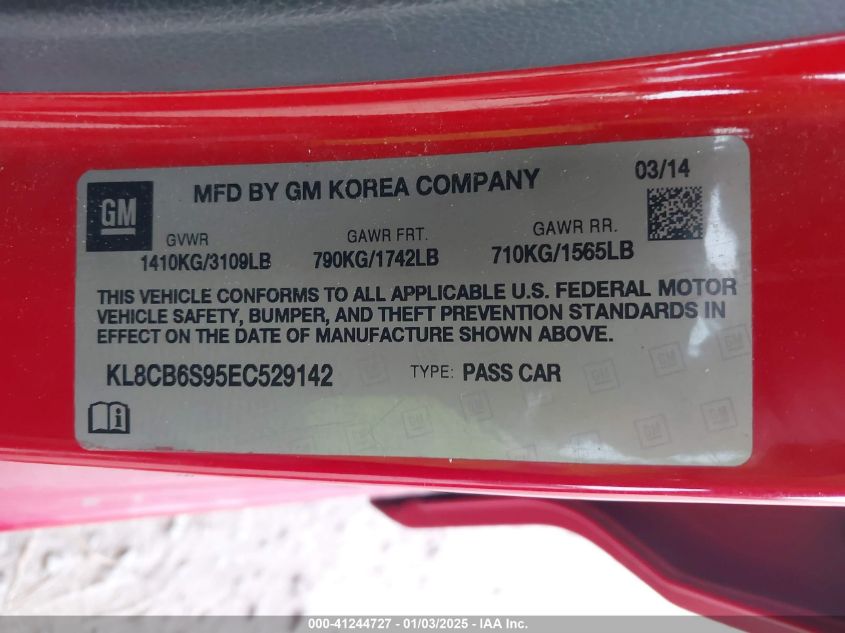 MFD BY GM KOREA COMPANY
03/14
GM
GVWR
GAWR FRT.
GAWR RR.
1410KG/3109LB
790KG/1742LB
710KG/1565LB
THIS VEHICLE CONFORMS TO ALL APPLICABLE U.S. FEDERAL MOTOR
VEHICLE SAFETY, BUMPER, AND THEFT PREVENTION STANDARDS IN
EFFECT ON THE DATE OF MANUFACTURE SHOWN ABOVE.
KL8CB6S95EC529142
TYPE: PASS CAR
© - 41244727 - 01/03/2025 - IAA Inc.